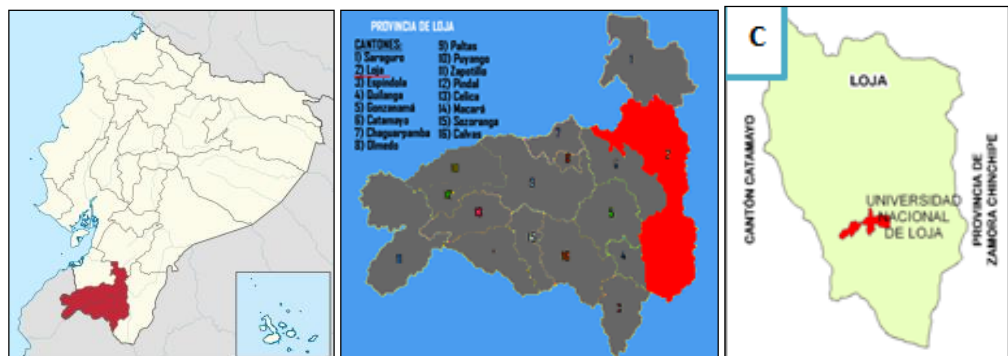 PROVINCIA DE LOJA
CANTONES:
1) Saraguro
2) Loja
3) Espindola
4) Quilanga
5) Gonzanamá
6) Catamayo
7) Chaguarpamba
8) Olmedo
9) Paltas
10) Puyango
11) Zapotillo
12) Pindal
13) Celica
14) Macará
15) Sozoranga
16) Calvas
C
LOJA
CANTÓN CATAMAYO
UNIVERSIDAD
NACIONAL
DE LOJA
PROVINCIA DE
ZAMORA CHINCHIPE